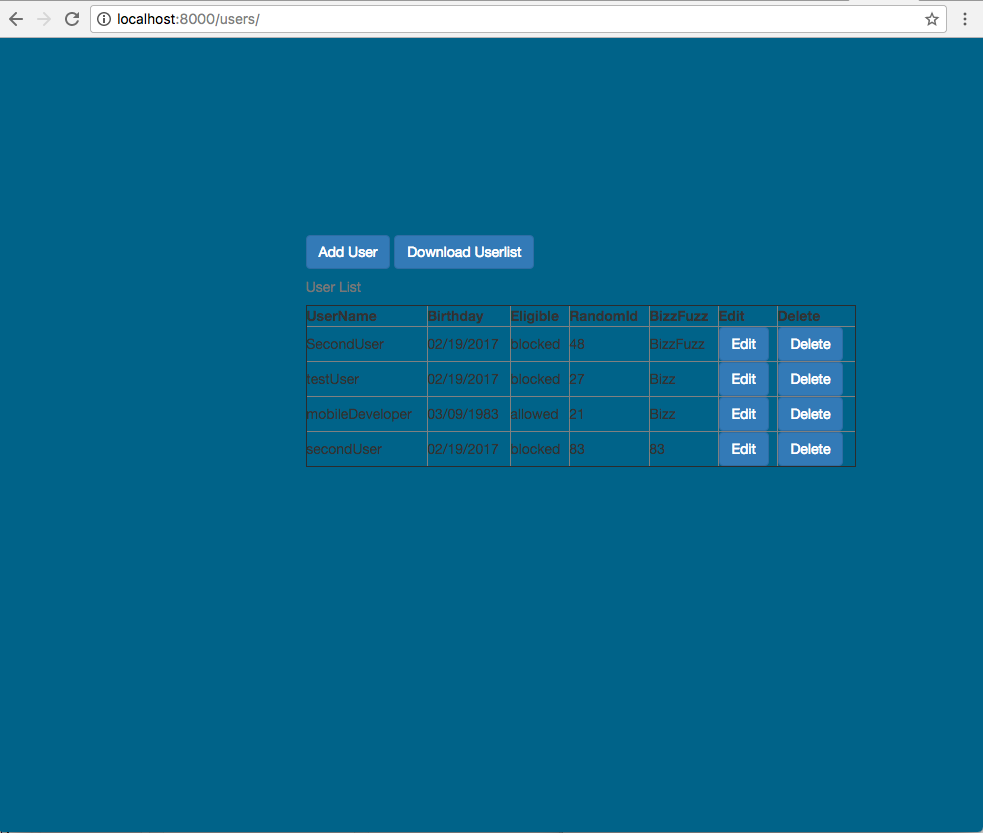 localhost:8000/users/
Add User Download Userlist
User List
UserName Birthday Eligible RandomId BizzFuzz Edit Delete
SecondUser 02/19/2017 blocked 48 BizzFuzz Edit Delete
testUser 02/19/2017 blocked 27 Bizz Edit Delete
mobileDeveloper 03/09/1983 allowed 21 Bizz Edit Delete
secondUser 02/19/2017 blocked 83 83 Edit Delete